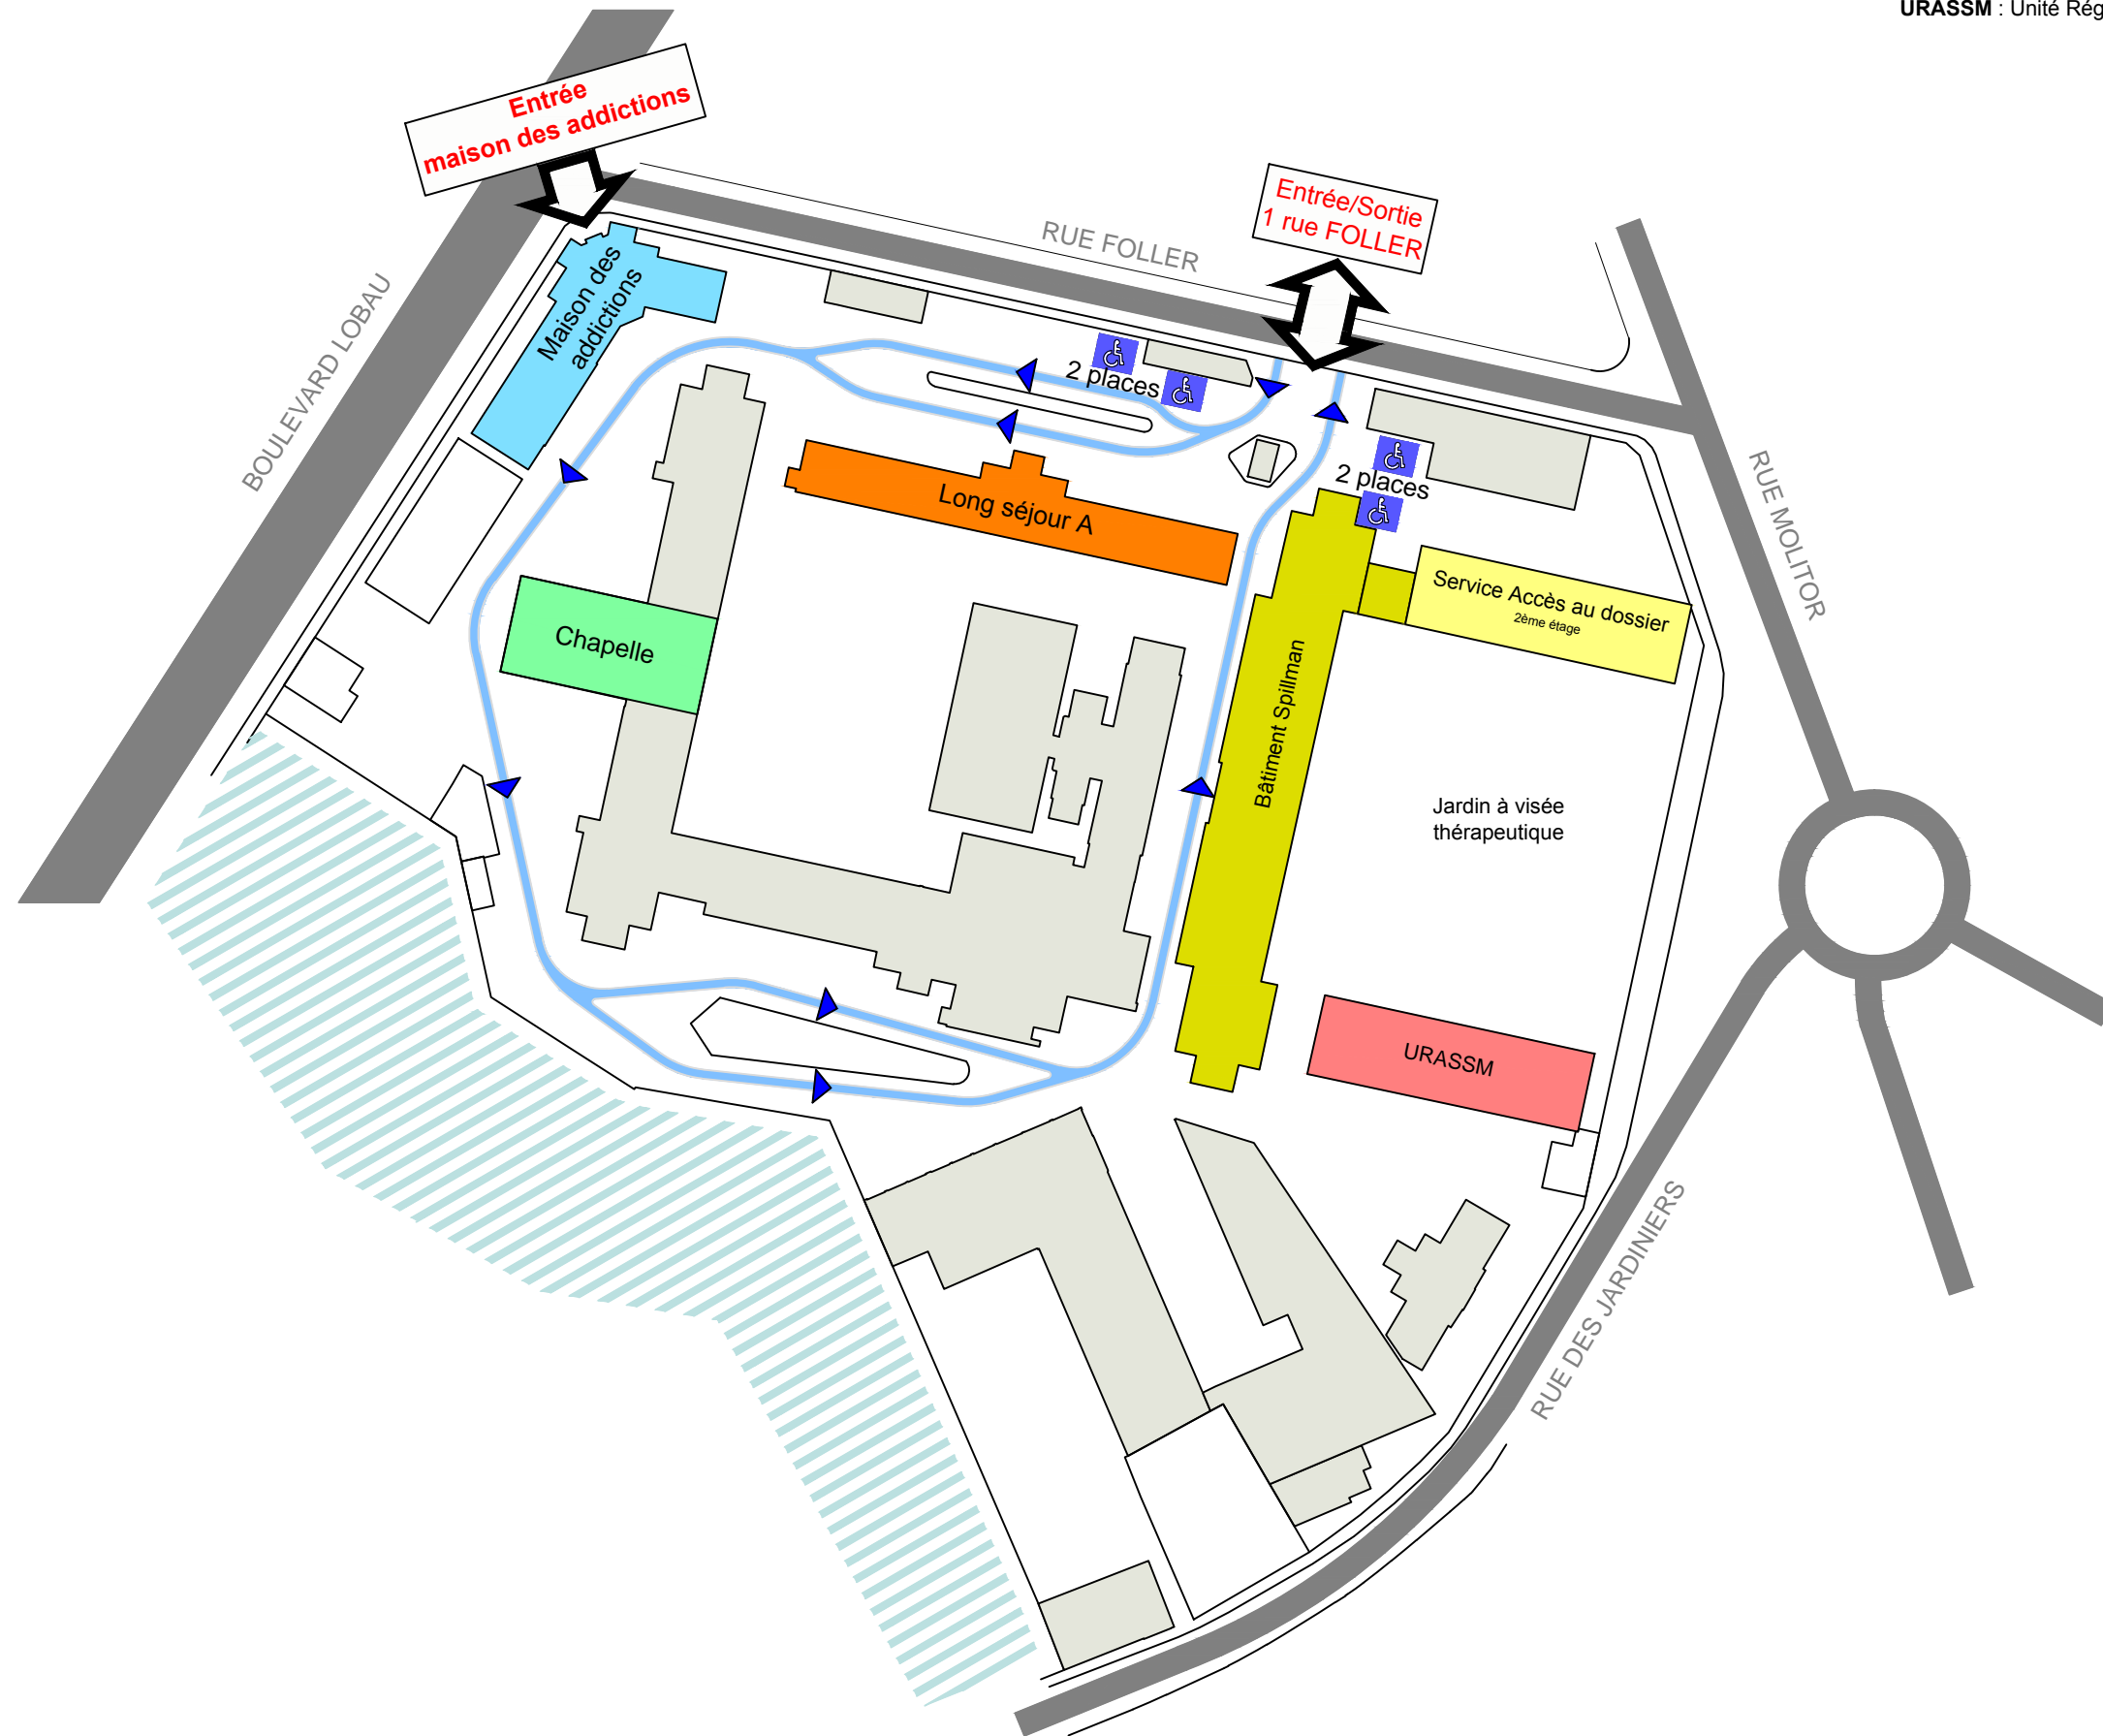 URASSM : Unité Rég
Entrée
maison des addictions
Entrée/Sortie
1 rue FOLLER
RUE FOLLER
BOULEVARD LOBAU
Maison des
addictions
2 places
2 places
RUE MOLITOR
Long séjour A
Service Accès au dossier
2ème étage
Chapelle
Bâtiment Spillman
Jardin à visée
thérapeutique
URASSM
RUE DES JARDINIERS